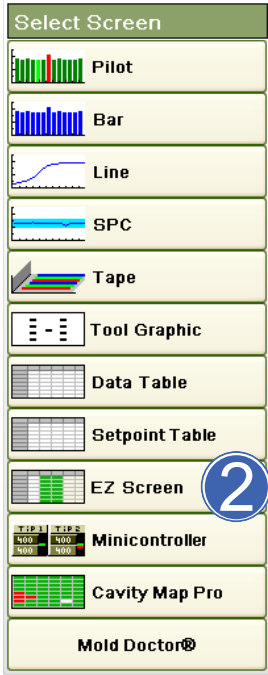 Select Screen
Pilot
Bar
Line
SPC
Tape
Tool Graphic
Data Table
Setpoint Table
EZ Screen
2
TiP 1 TiP 2
400 400
400 400
Minicontroller
Cavity Map Pro
Mold Doctor®